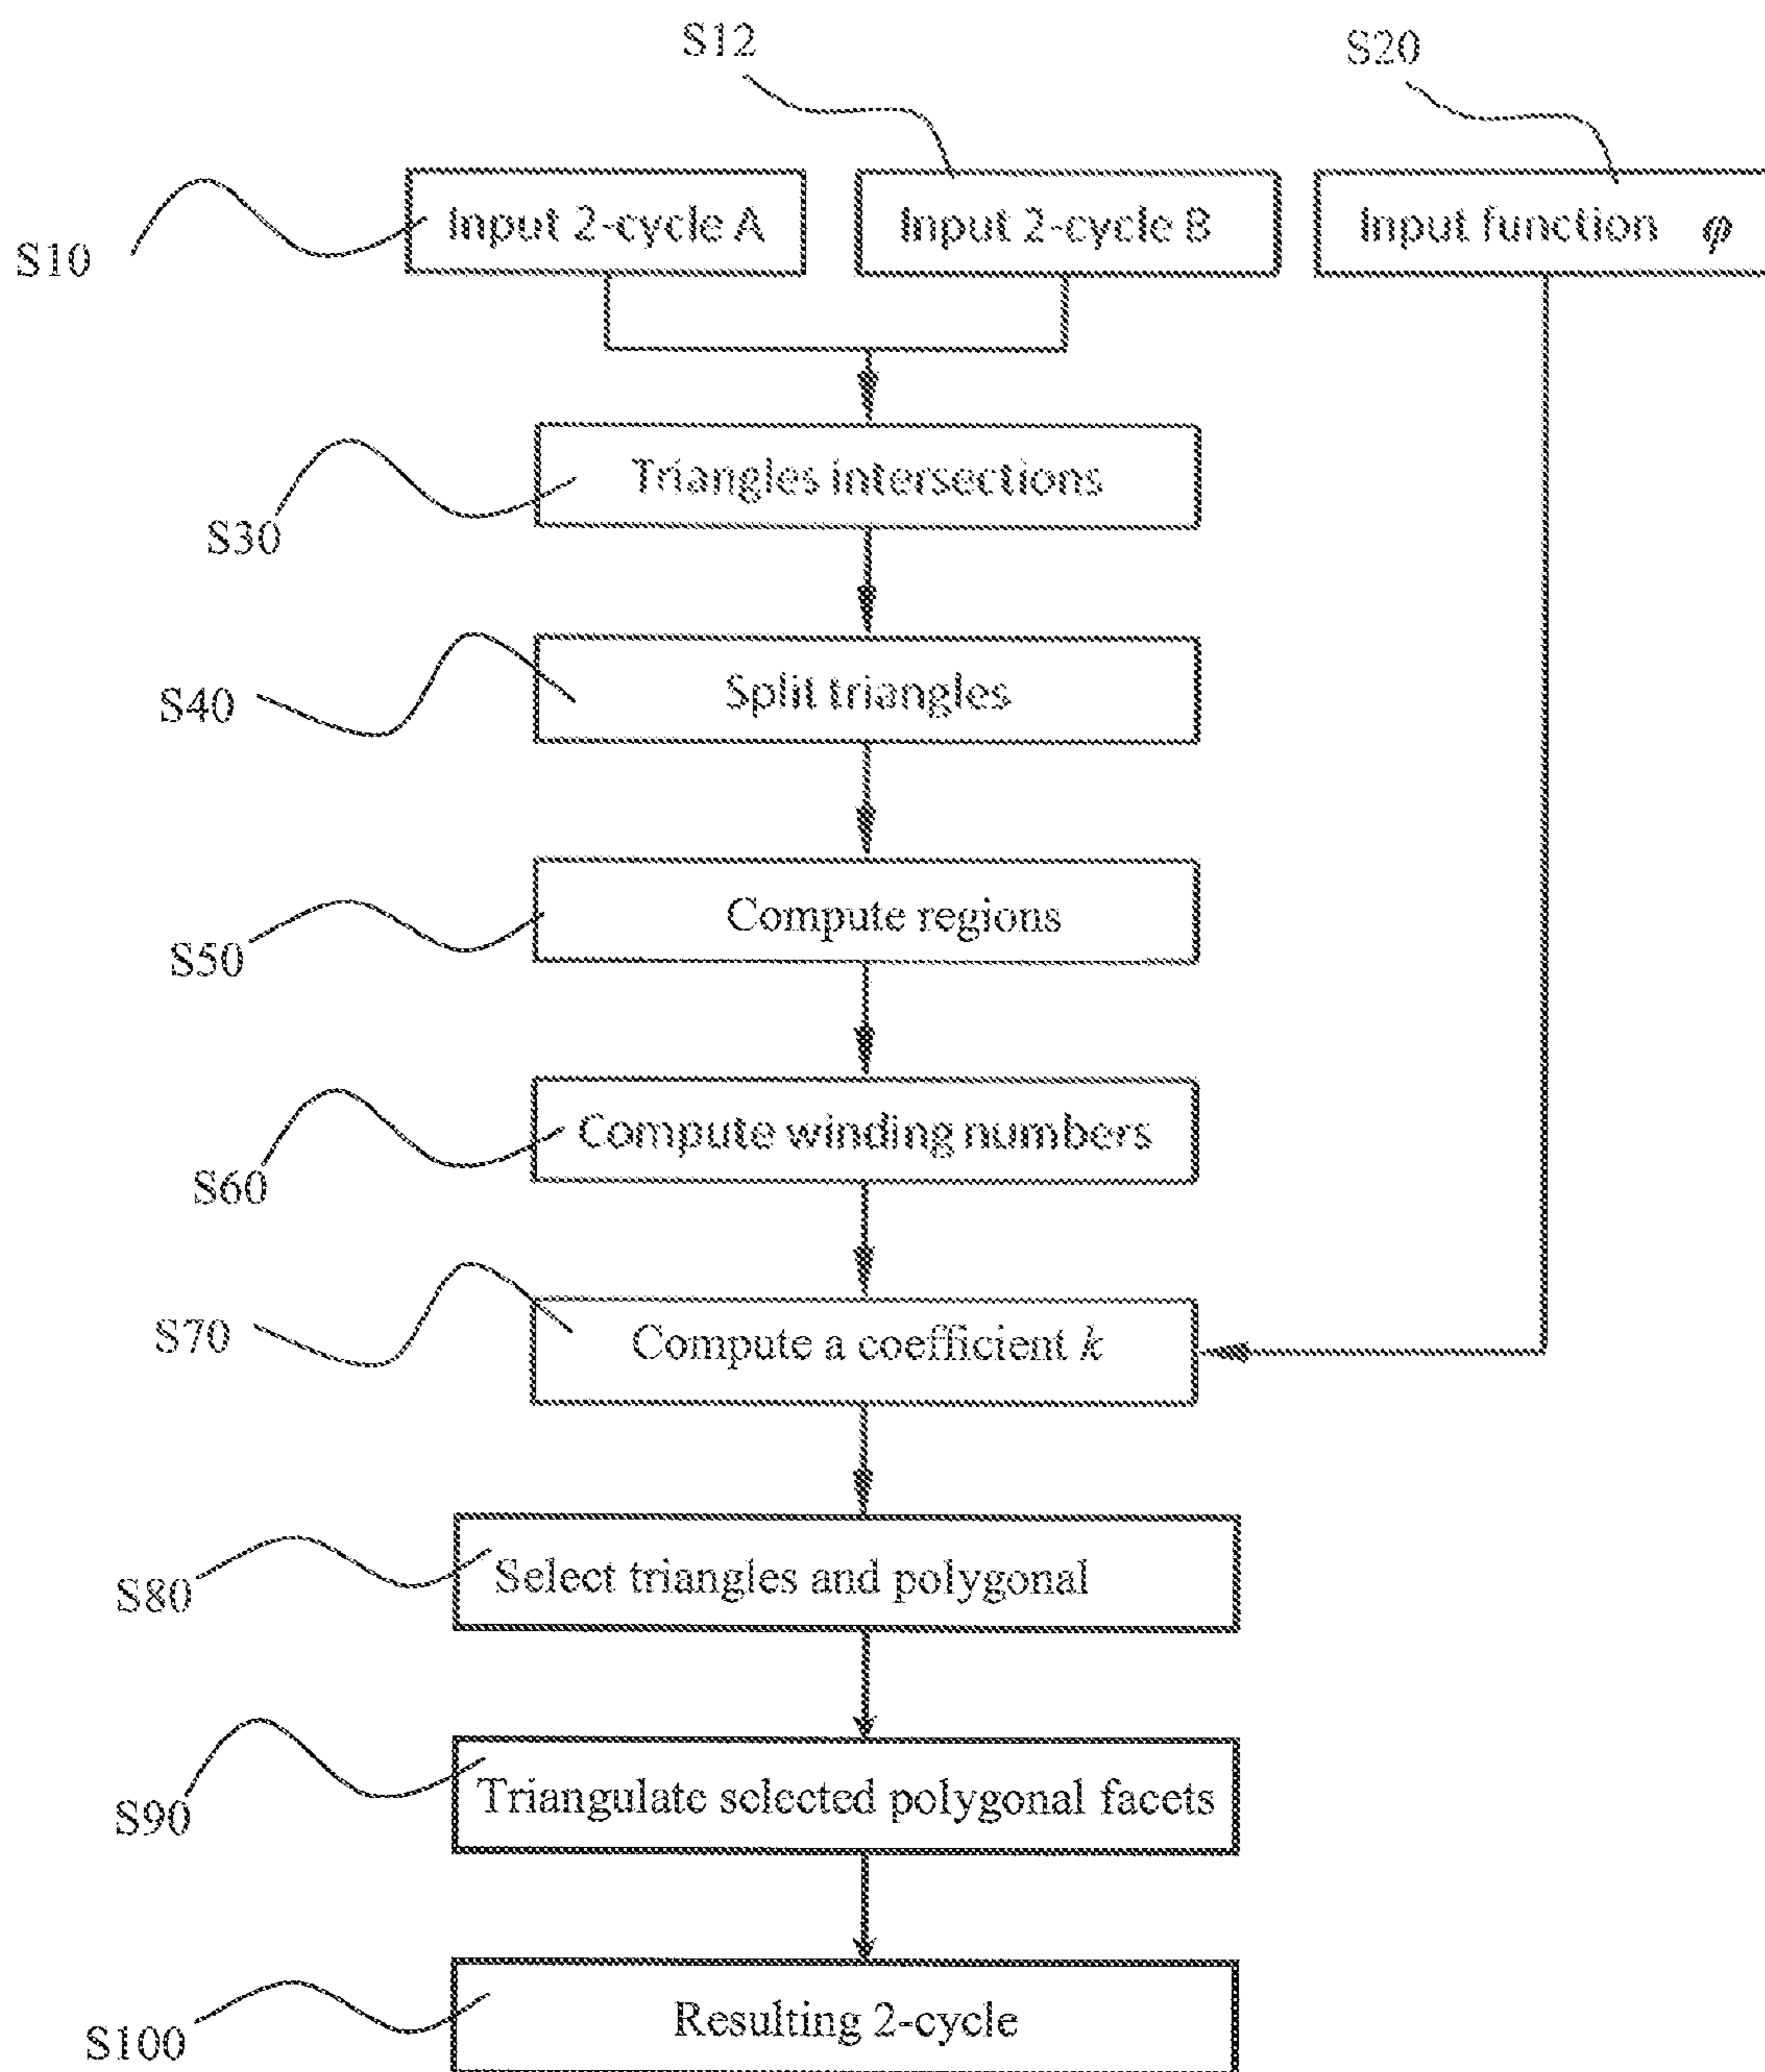 S12
S20
S10
Input 2-cycle A
Input 2-cycle B
Input function φ
Triangles intersections
S30
Split triangles
S40
Compute regions
S50
Compute winding numbers
S60
Compute a coefficient k
S70
Select triangles and polygonal
S80
Triangulate selected polygonal facets
S90
Resulting 2-cycle
S100